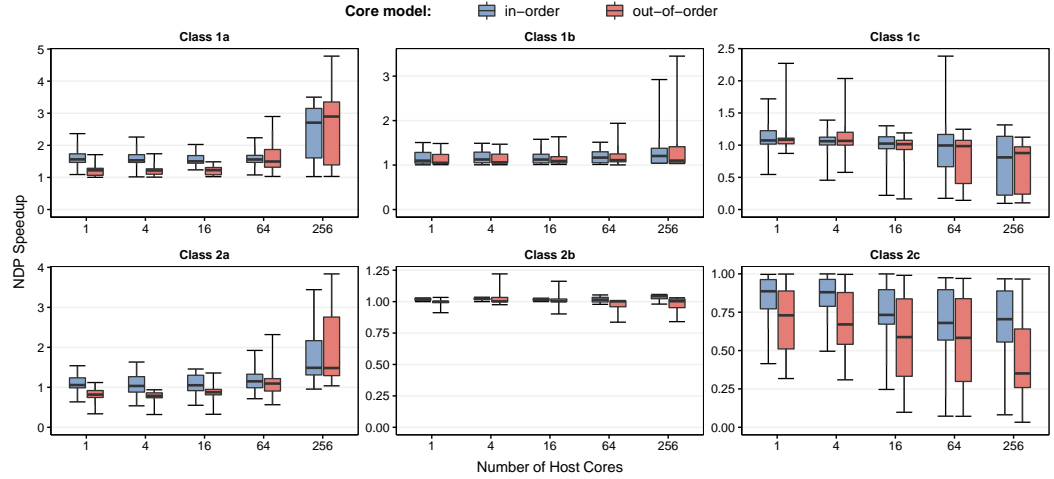 Core model: in-order out-of-order
Class 1a Class 1b Class 1c
5
4
3
2
1
0
1 4 16 64 256
3
2
1
0
1 4 16 64 256
2.5
2.0
1.5
1.0
0.5
0.0
1 4 16 64 256
NDP Speedup
Class 2a Class 2b Class 2c
4
3
2
1
0
1 4 16 64 256
1.25
1.00
0.75
0.50
0.25
0.00
1 4 16 64 256
1.00
0.75
0.50
0.25
0.00
1 4 16 64 256
Number of Host Cores